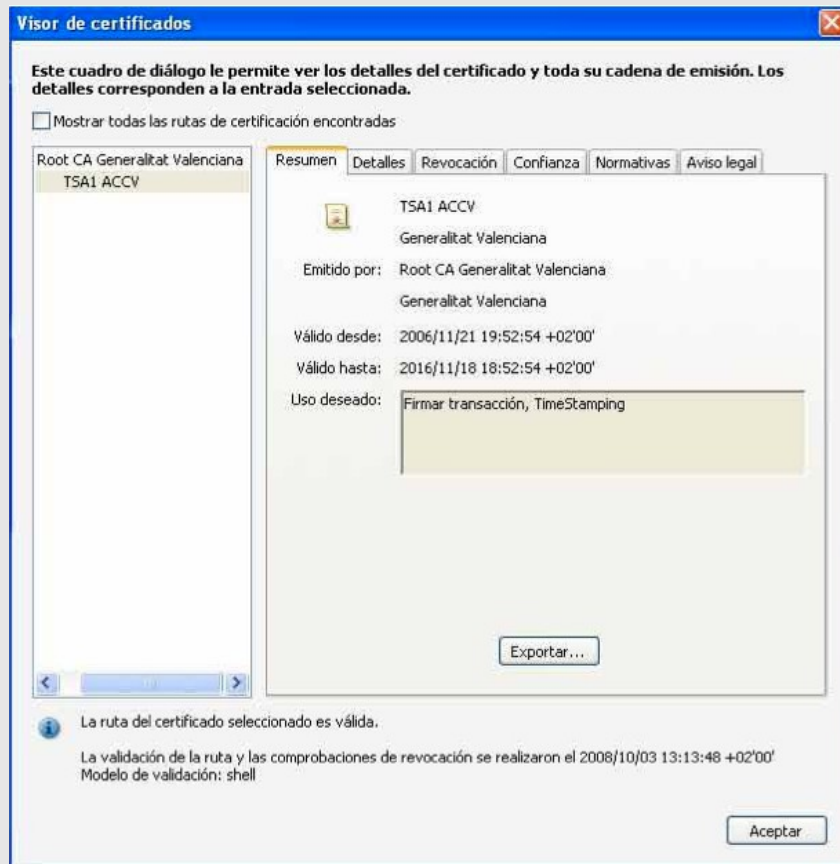 Visor de certificados
Este cuadro de diálogo le permite ver los detalles del certificado y toda su cadena de emisión. Los
detalles corresponden a la entrada seleccionada.
Mostrar todas las rutas de certificación encontradas
Root CA Generalitat Valenciana
TSA1 ACCV
Resumen Detalles Revocación Confianza Normativas Aviso legal
TSA1 ACCV
Generalitat Valenciana
Emitido por: Root CA Generalitat Valenciana
Generalitat Valenciana
Válido desde: 2006/11/21 19:52:54 +02'00'
Válido hasta: 2016/11/18 18:52:54 +02'00'
Uso deseado: Firmar transacción, TimeStamping
Exportar...
La ruta del certificado seleccionado es válida.
La validación de la ruta y las comprobaciones de revocación se realizaron el 2008/10/03 13:13:48 +02'00'
Modelo de validación: shell
Aceptar